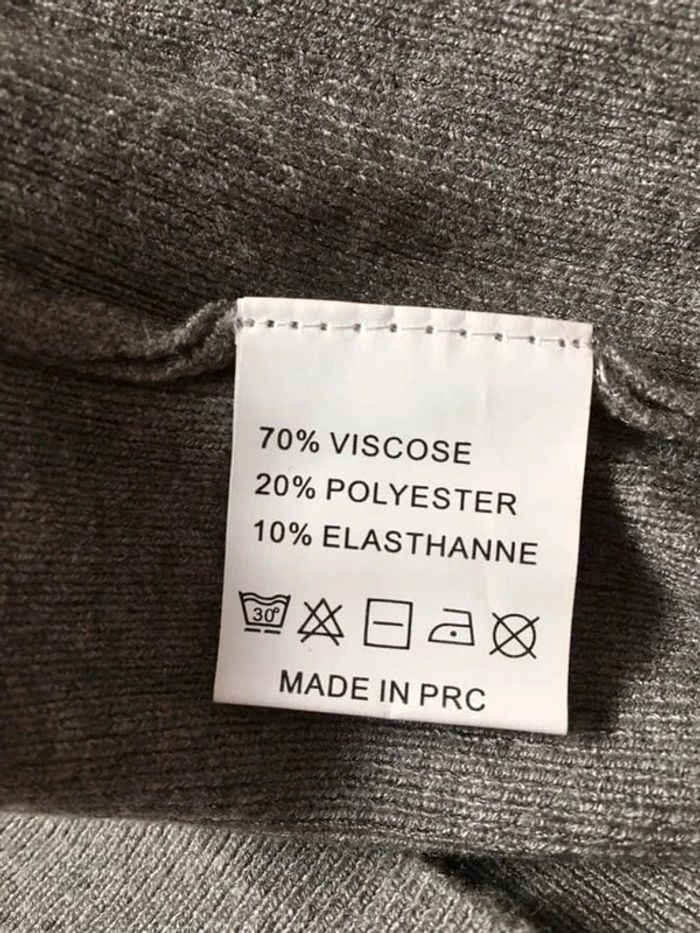 70% VISCOSE
20% POLYESTER
10% ELASTHANNE
30°
MADE IN PRC